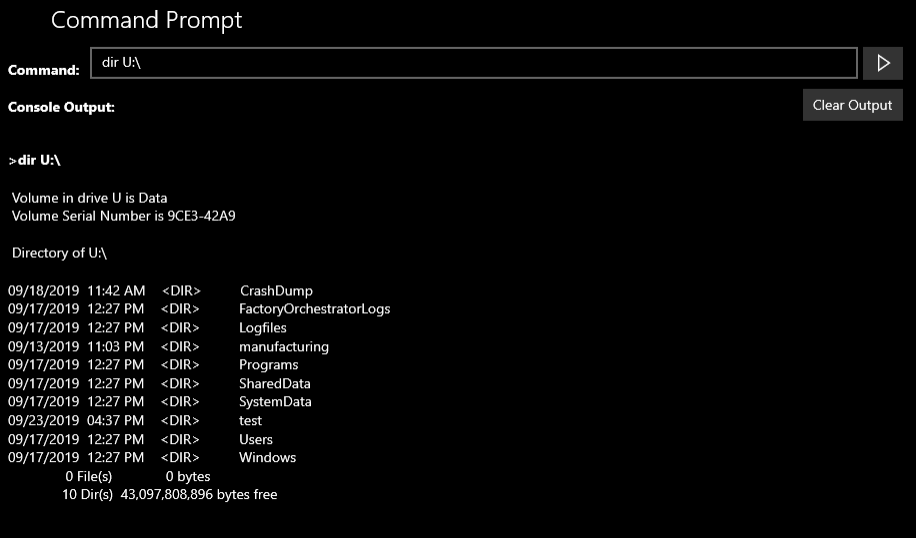 Command Prompt
Command: dir U:\
Console Output: Clear Output
>dir U:\
Volume in drive U is Data
Volume Serial Number is 9CE3-42A9
Directory of U:\
09/18/2019 11:42 AM <DIR> CrashDump
09/17/2019 12:27 PM <DIR> FactoryOrchestratorLogs
09/17/2019 12:27 PM <DIR> Logfiles
09/13/2019 11:03 PM <DIR> manufacturing
09/17/2019 12:27 PM <DIR> Programs
09/17/2019 12:27 PM <DIR> SharedData
09/17/2019 12:27 PM <DIR> SystemData
09/23/2019 04:37 PM <DIR> test
09/17/2019 12:27 PM <DIR> Users
09/17/2019 12:27 PM <DIR> Windows
0 File(s) 0 bytes
10 Dir(s) 43,097,808,896 bytes free